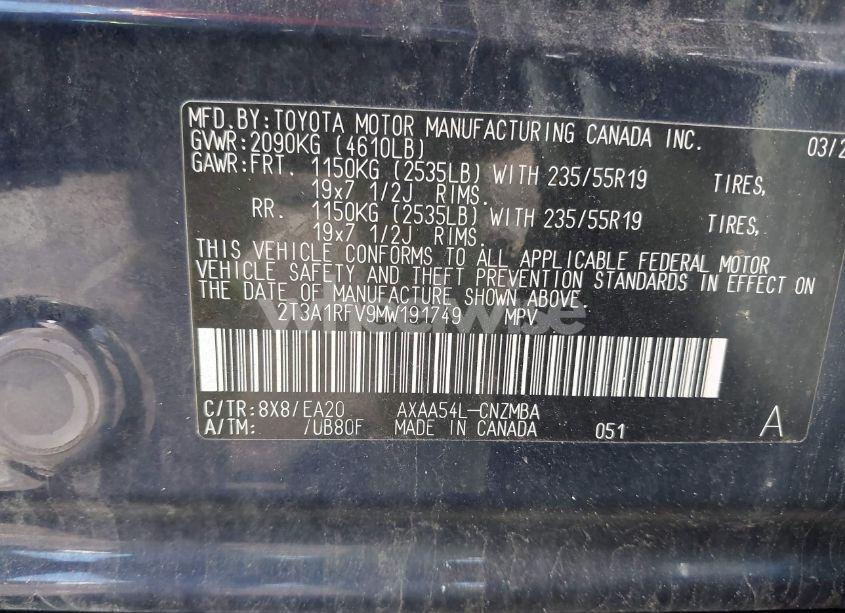 MFD.BY:TOYOTA MOTOR MANUFACTURING CANADA INC. 03/2
GVWR:2090KG (4610LB)
GAWR:FRT. 1150KG (2535LB) WITH 235/55R19 TIRES,
19x7 1/2J RIMS.
RR. 1150KG (2535LB) WITH 235/55R19 TIRES,
19x7 1/2J RIMS.
THIS VEHICLE CONFORMS TO ALL APPLICABLE FEDERAL MOTOR
VEHICLE SAFETY AND THEFT PREVENTION STANDARDS IN EFFECT ON
THE DATE OF MANUFACTURE SHOWN ABOVE.
2T3A1RFV9MW191749 MPV
C/TR:8X8/EA20 AXAA54L-CNZMBA
A/TM: /UB80F MADE IN CANADA 051 A